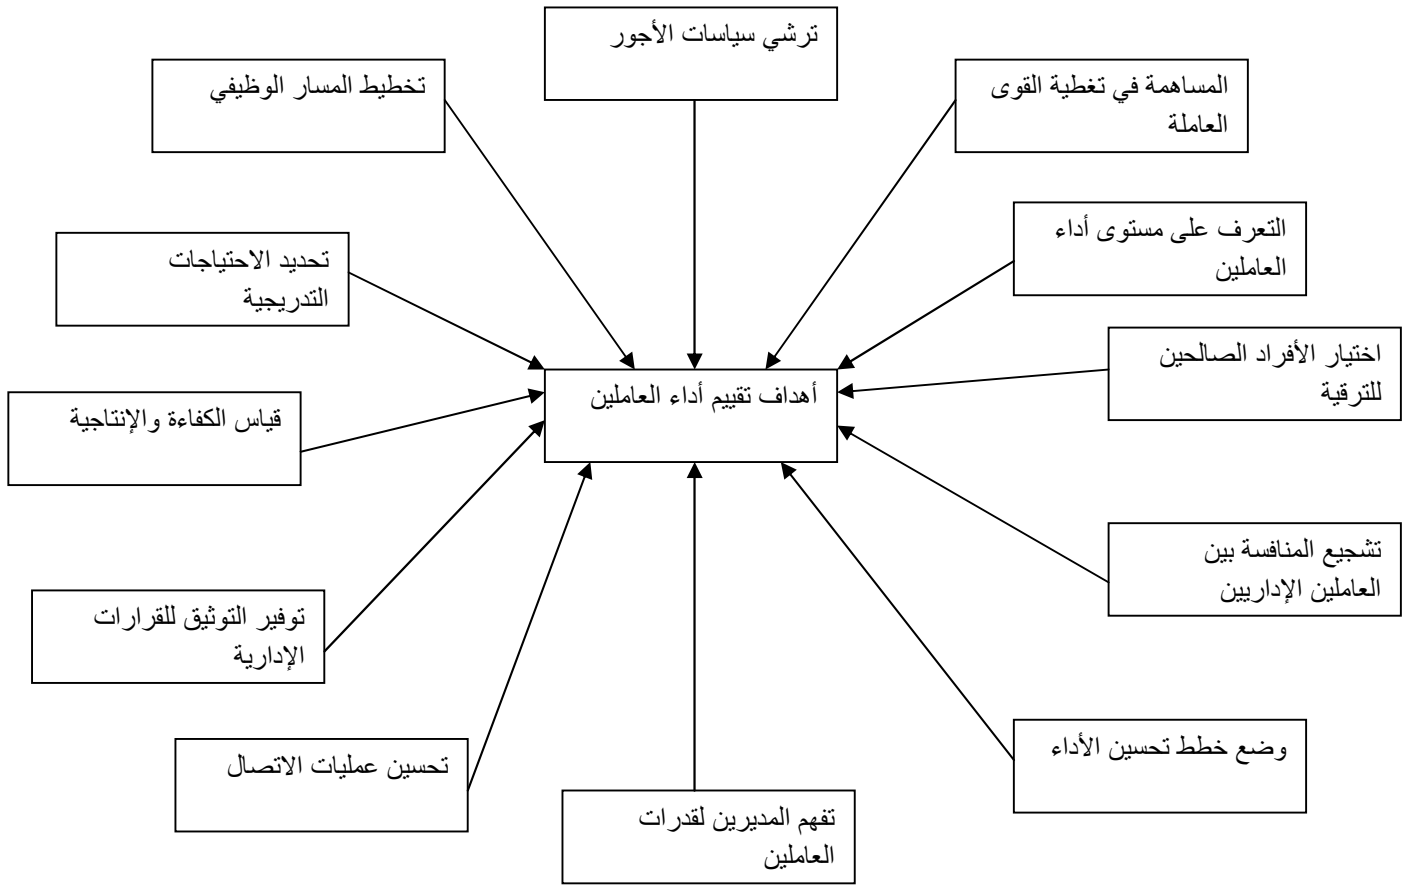 ترشي سياسات الأجور
المساهمة في تغطية القوى
العاملة
تخطيط المسار الوظيفي
التعرف على مستوى أداء
العاملين
تحديد الاحتياجات
التدريجية
اختيار الأفراد الصالحين
للترقية
أهداف تقييم أداء العاملين
قياس الكفاءة والإنتاجية
تشجيع المنافسة بين
العاملين الإداريين
توفير التوثيق للقرارات
الإدارية
وضع خطط تحسين الأداء
تحسين عمليات الاتصال
تفهم المديرين لقدرات
العاملين